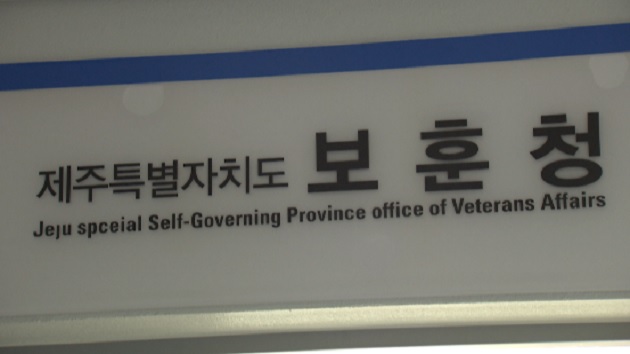 제주특별자치도 보훈청
Jeju spceial Self-Governing Province office of Veterans Affairs